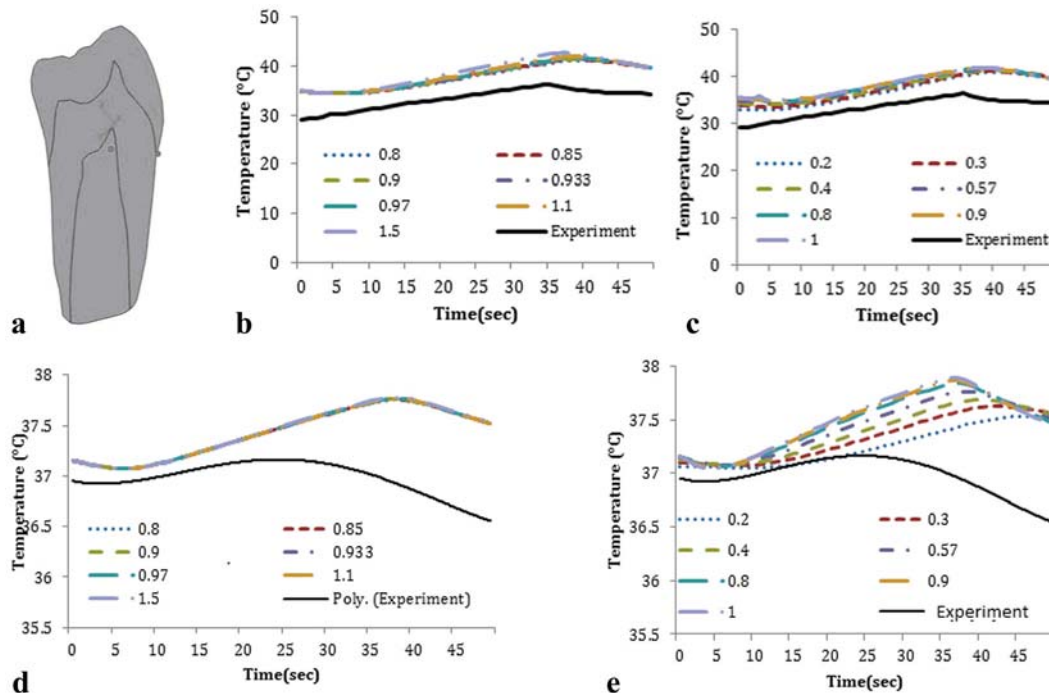 a
b
Temperature (°C)
50
40
30
20
10
0
0 5 10 15 20 25 30 35 40 45
Time(sec)
0.8 0.85
0.9 0.933
0.97 1.1
1.5 Experiment
c
Temperature (°C)
50
40
30
20
10
0
0 5 10 15 20 25 30 35 40 45
Time(sec)
0.2 0.3
0.4 0.57
0.8 0.9
1 Experiment
d
Temperature (°C)
38
37.5
37
36.5
36
35.5
0 5 10 15 20 25 30 35 40 45
Time(sec)
0.8 0.85
0.9 0.933
0.97 1.1
1.5 Poly. (Experiment)
e
Temperature (°C)
38
37.5
37
36.5
36
35.5
0 5 10 15 20 25 30 35 40 45
Time(sec)
0.2 0.3
0.4 0.57
0.8 0.9
1 Experiment